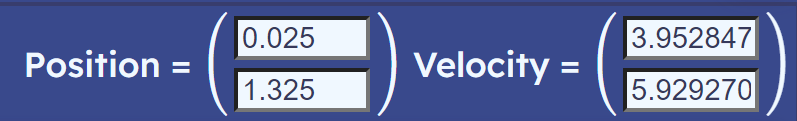 Position = ( 0.025 1.325 ) Velocity = ( 3.952847 5.929270 )